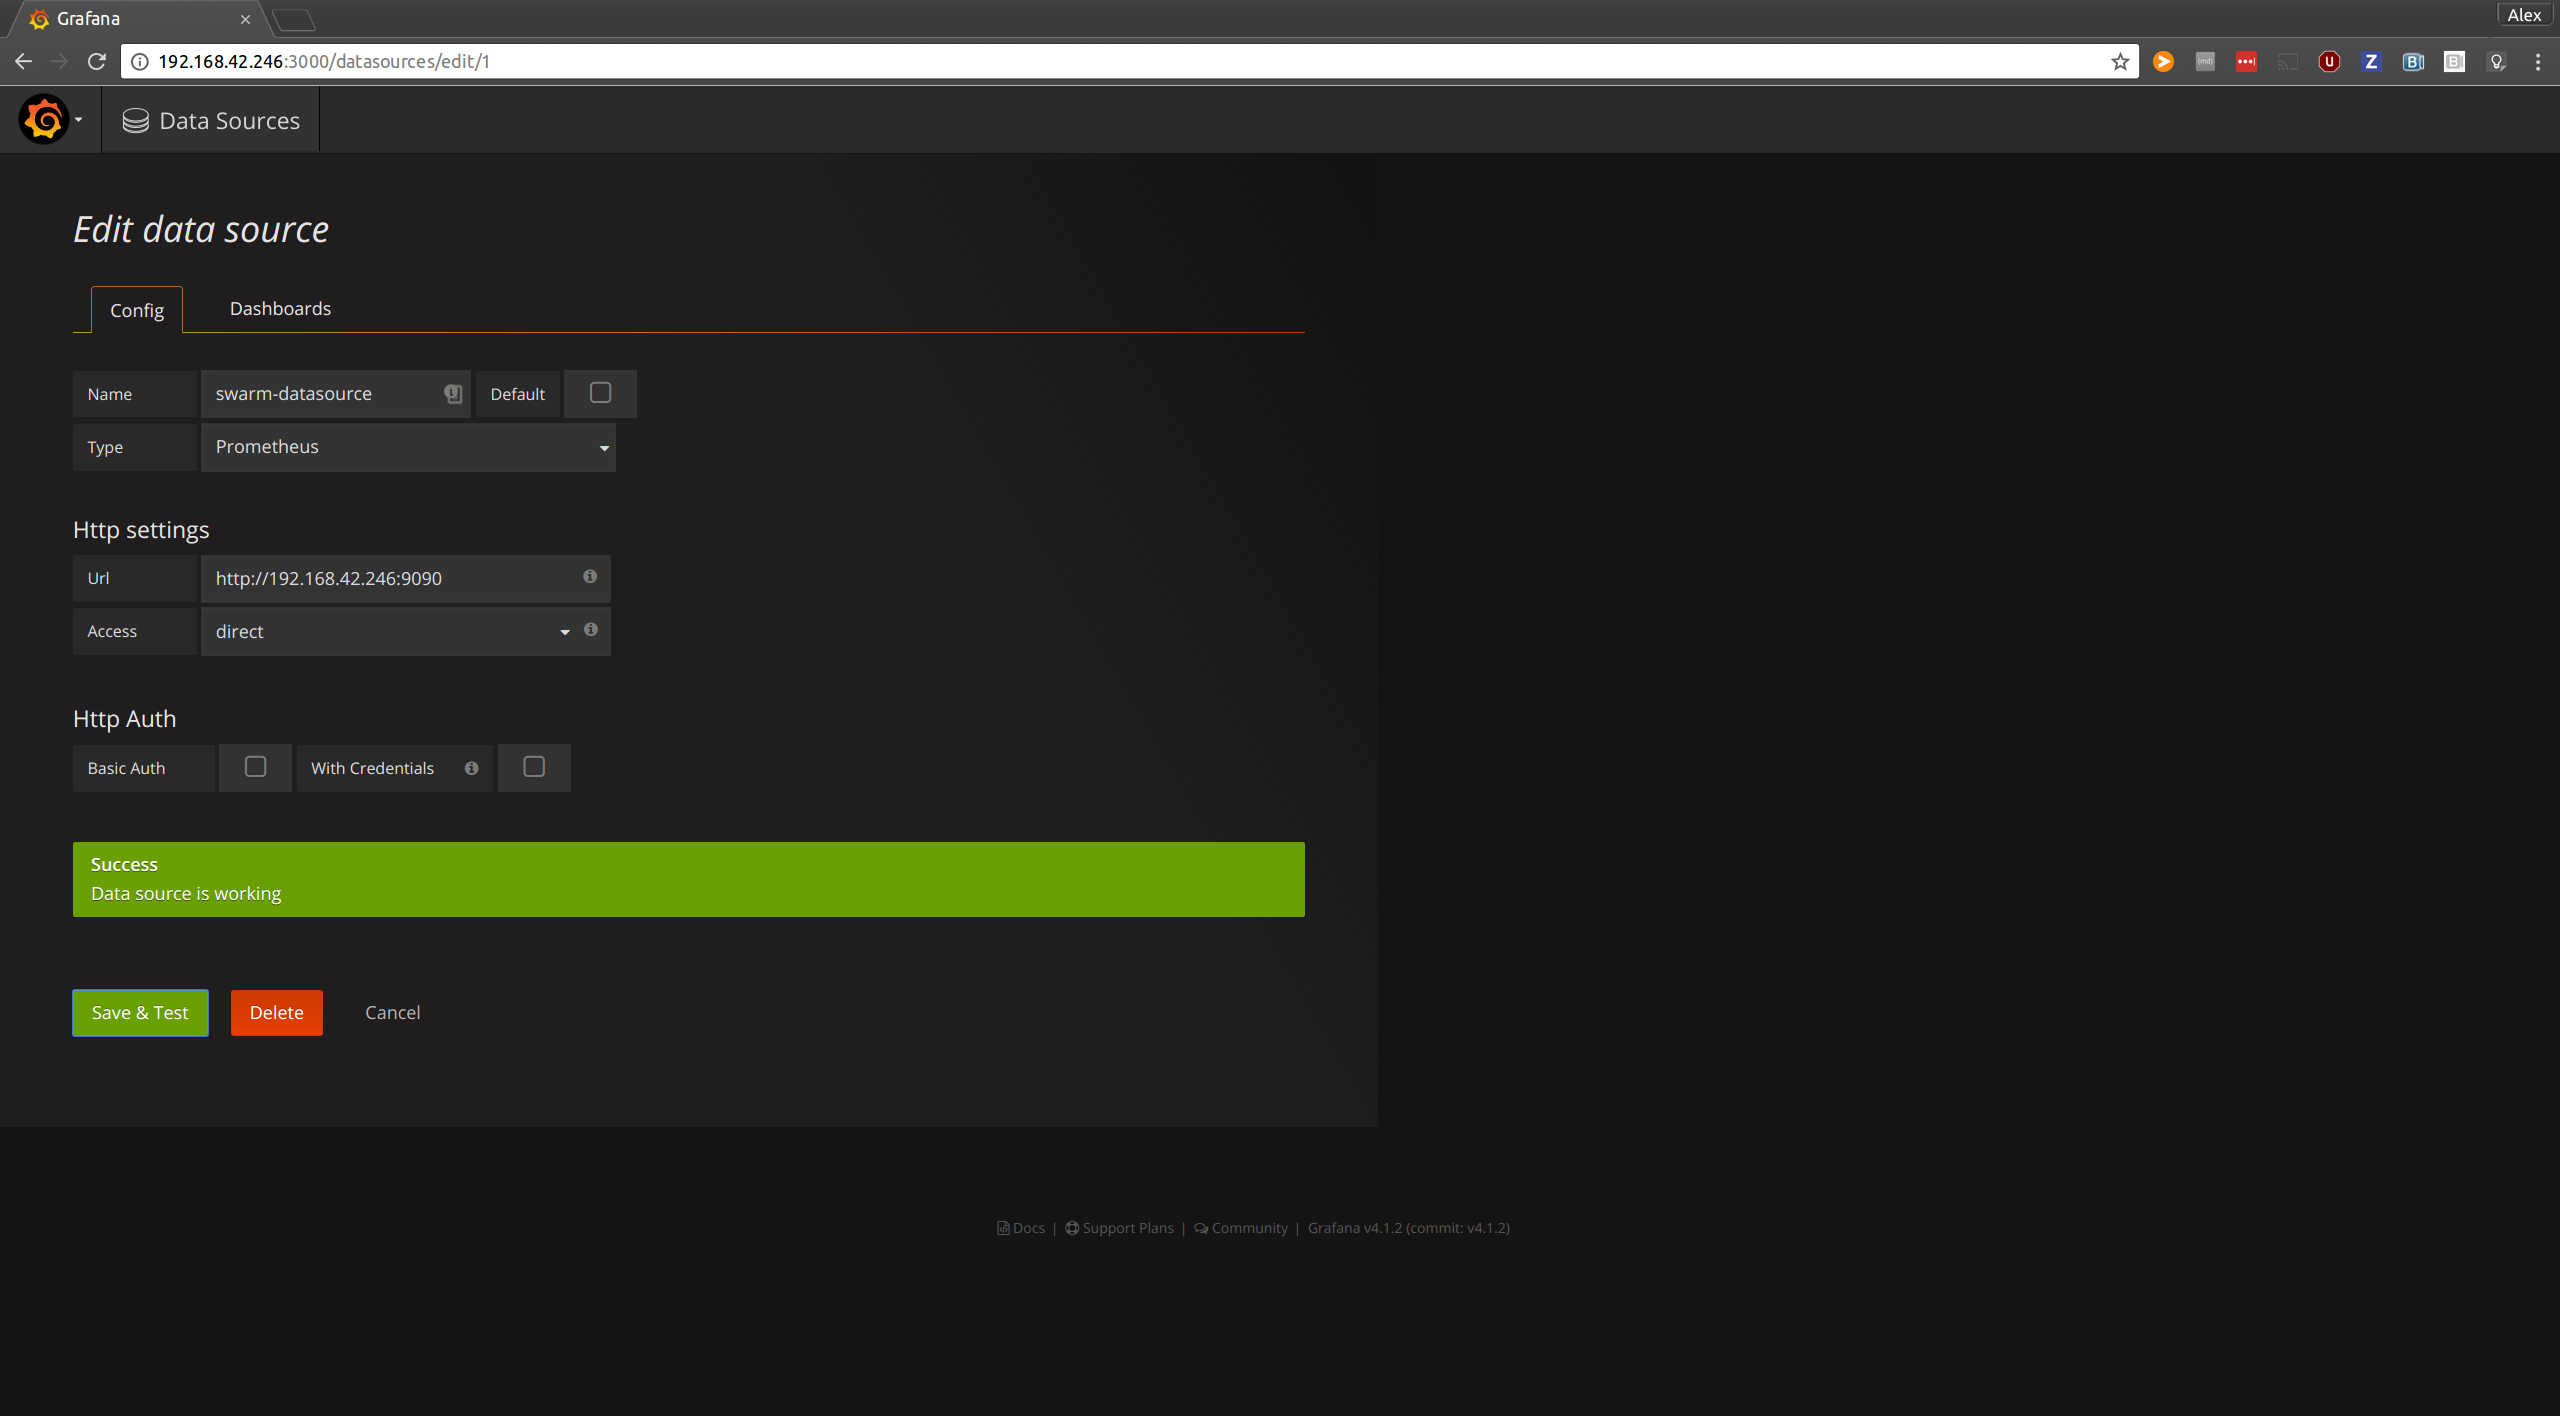 Grafana
Alex
192.168.42.246:3000/datasources/edit/1
Data Sources
Edit data source
Config Dashboards
Name swarm-datasource Default
Type Prometheus
Http settings
Url http://192.168.42.246:9090
Access direct
Http Auth
Basic Auth With Credentials
Success
Data source is working
Save & Test Delete Cancel
Docs | Support Plans | Community | Grafana v4.1.2 (commit: v4.1.2)